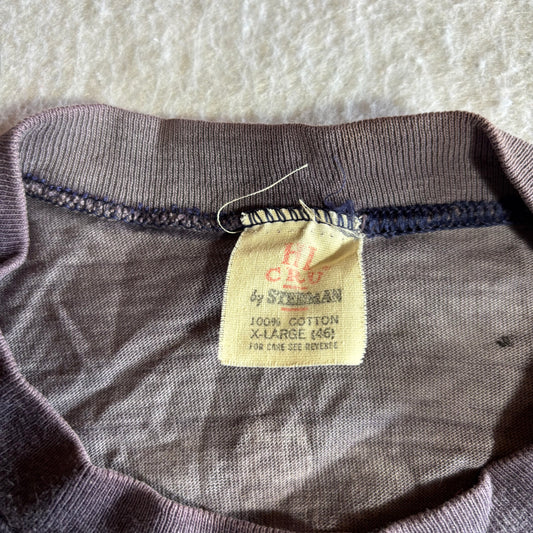 HI
CRU
by STEDMAN
100% COTTON
X-LARGE (46)
FOR CARE SEE REVERSE